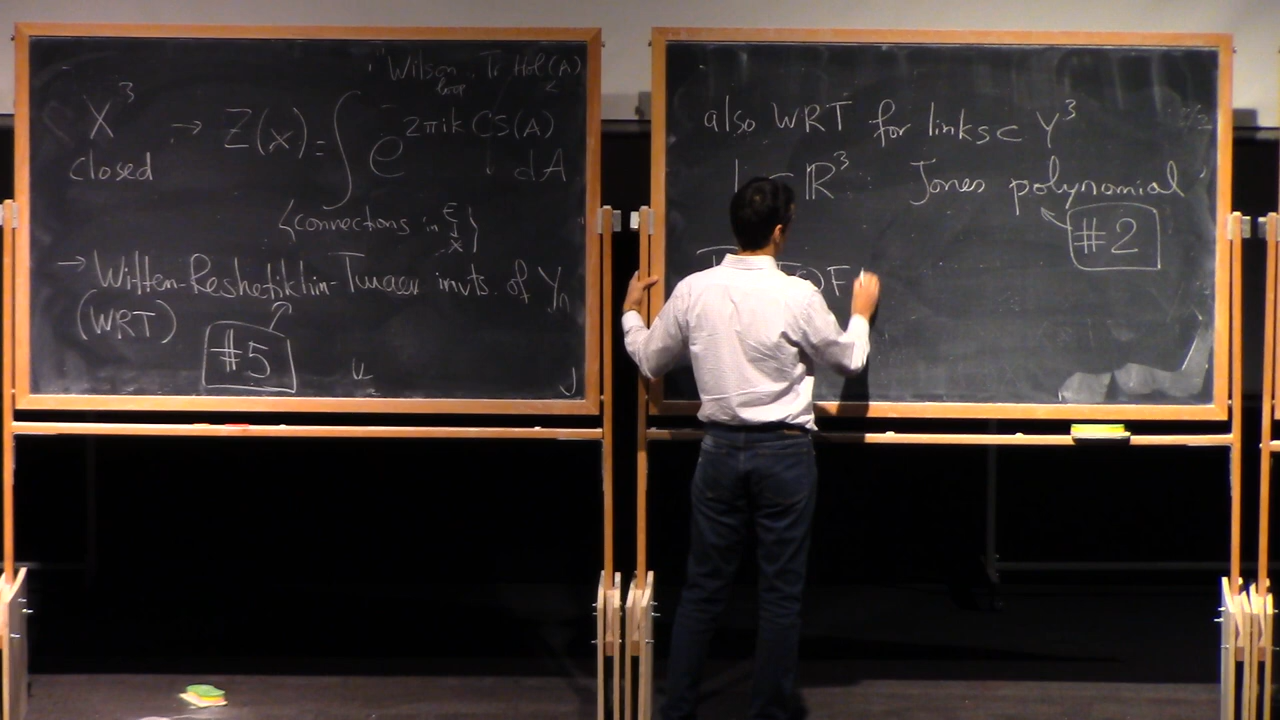 "Wilson loop Tr Hol(A)
X³ closed → Z(x) = ∫ e^{2πik CS(A)} dA
{connections in E ↓ X}
→ Witten-Reshetikhin-Turaev invts. of Y
(WRT)
#5
also WRT for links ⊂ Y³
⊂ ℝ³: Jones polynomial
#2